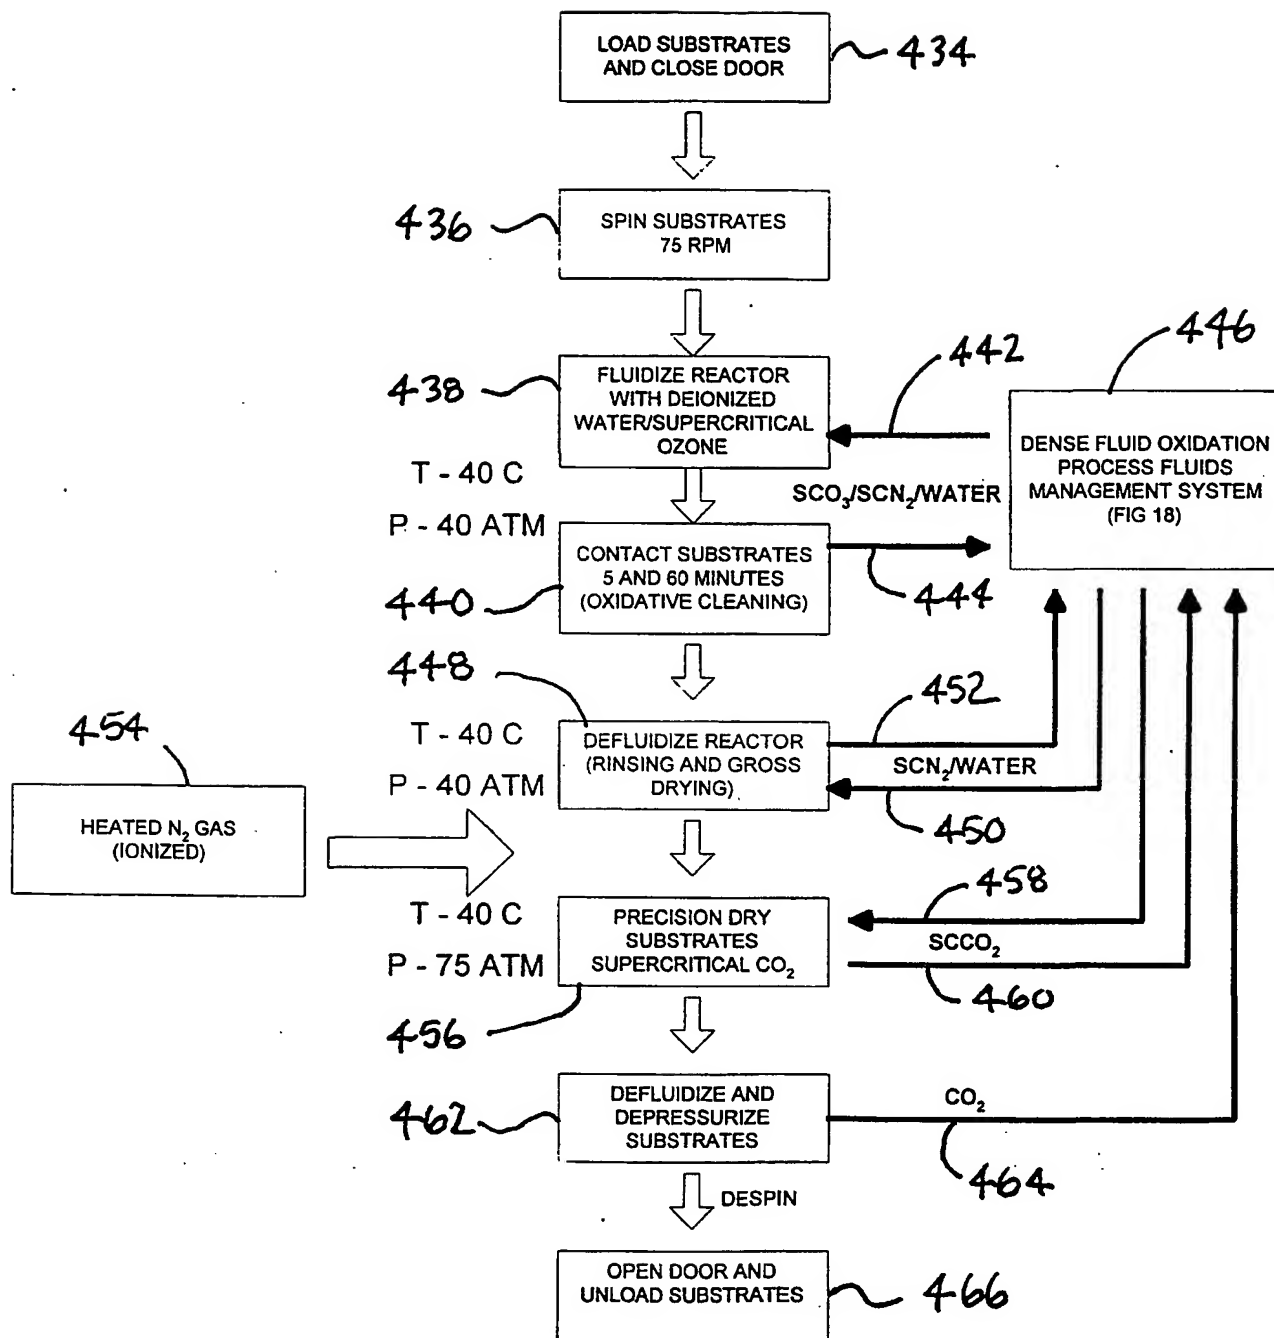 LOAD SUBSTRATES
AND CLOSE DOOR
434
436
SPIN SUBSTRATES
75 RPM
442
446
438
FLUIDIZE REACTOR
WITH DEIONIZED
WATER/SUPERCRITICAL
OZONE
DENSE FLUID OXIDATION
PROCESS FLUIDS
MANAGEMENT SYSTEM
(FIG 18)
T - 40 C
P - 40 ATM
SCO₃/SCN₂/WATER
CONTACT SUBSTRATES
5 AND 60 MINUTES
(OXIDATIVE CLEANING)
440
444
448
452
454
T - 40 C
P - 40 ATM
DEFLUIDIZE REACTOR
(RINSING AND GROSS
DRYING)
SCN₂/WATER
450
HEATED N₂ GAS
(IONIZED)
458
T - 40 C
P - 75 ATM
PRECISION DRY
SUBSTRATES
SUPERCRITICAL CO₂
SCCO₂
460
456
462
DEFLUIDIZE AND
DEPRESSURIZE
SUBSTRATES
CO₂
464
DESPIN
OPEN DOOR AND
UNLOAD SUBSTRATES
466